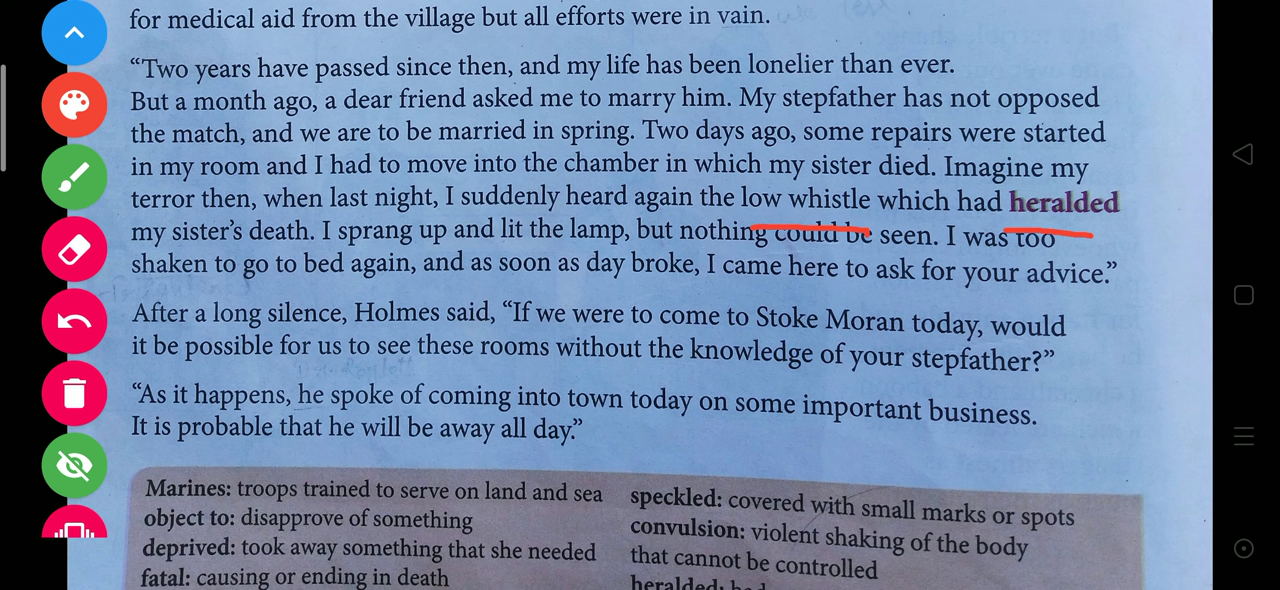 for medical aid from the village but all efforts were in vain.
“Two years have passed since then, and my life has been lonelier than ever.
But a month ago, a dear friend asked me to marry him. My stepfather has not opposed
the match, and we are to be married in spring. Two days ago, some repairs were started
in my room and I had to move into the chamber in which my sister died. Imagine my
terror then, when last night, I suddenly heard again the low whistle which had heralded
my sister’s death. I sprang up and lit the lamp, but nothing could be seen. I was too
shaken to go to bed again, and as soon as day broke, I came here to ask for your advice.”
After a long silence, Holmes said, “If we were to come to Stoke Moran today, would
it be possible for us to see these rooms without the knowledge of your stepfather?”
“As it happens, he spoke of coming into town today on some important business.
It is probable that he will be away all day.”
Marines: troops trained to serve on land and sea
object to: disapprove of something
deprived: took away something that she needed
fatal: causing or ending in death
speckled: covered with small marks or spots
convulsion: violent shaking of the body
that cannot be controlled
heralded: